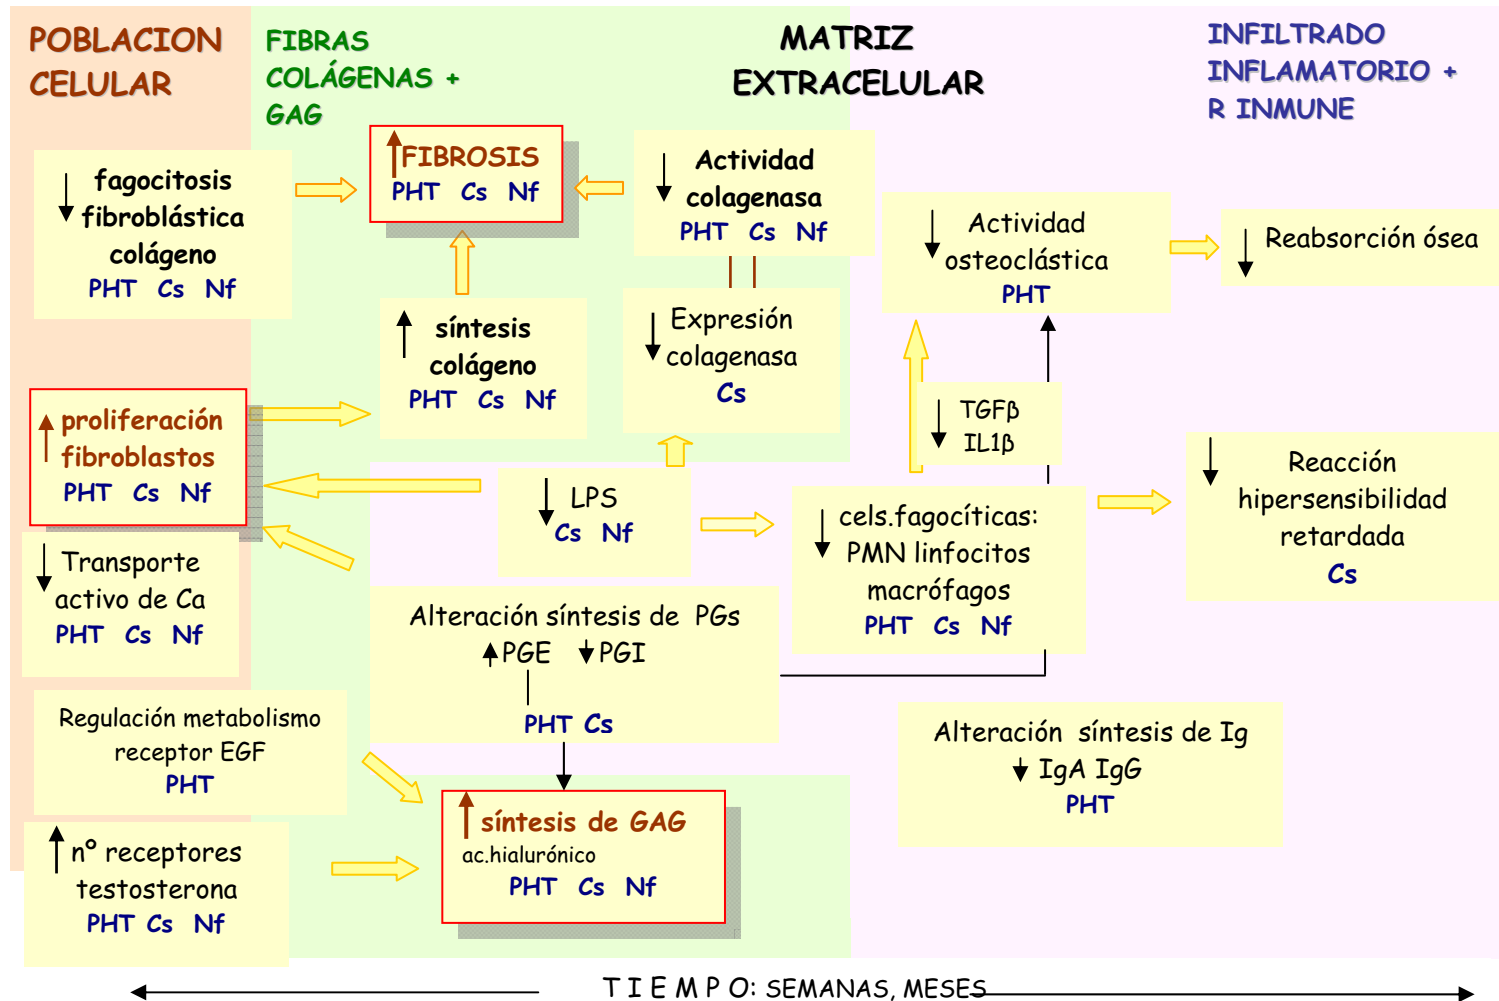 POBLACION
CELULAR
FIBRAS
COLÁGENAS +
GAG
MATRIZ
EXTRACELULAR
INFILTRADO
INFLAMATORIO +
R INMUNE
fagocitosis
fibroblástica
colágeno
PHT Cs Nf
FIBROSIS
PHT Cs Nf
Actividad
colagenasa
PHT Cs Nf
Actividad
osteoclástica
PHT
Reabsorción ósea
síntesis
colágeno
PHT Cs Nf
Expresión
colagenasa
Cs
proliferación
fibroblastos
PHT Cs Nf
TGFβ
IL1β
LPS
Cs Nf
cels.fagocíticas:
PMN linfocitos
macrófagos
PHT Cs Nf
Reacción
hipersensibilidad
retardada
Cs
Transporte
activo de Ca
PHT Cs Nf
Alteración síntesis de PGs
PGE PGI
PHT Cs
Regulación metabolismo
receptor EGF
PHT
Alteración síntesis de Ig
IgA IgG
PHT
nº receptores
testosterona
PHT Cs Nf
síntesis de GAG
ac.hialurónico
PHT Cs Nf
T I E M P O: SEMANAS, MESES